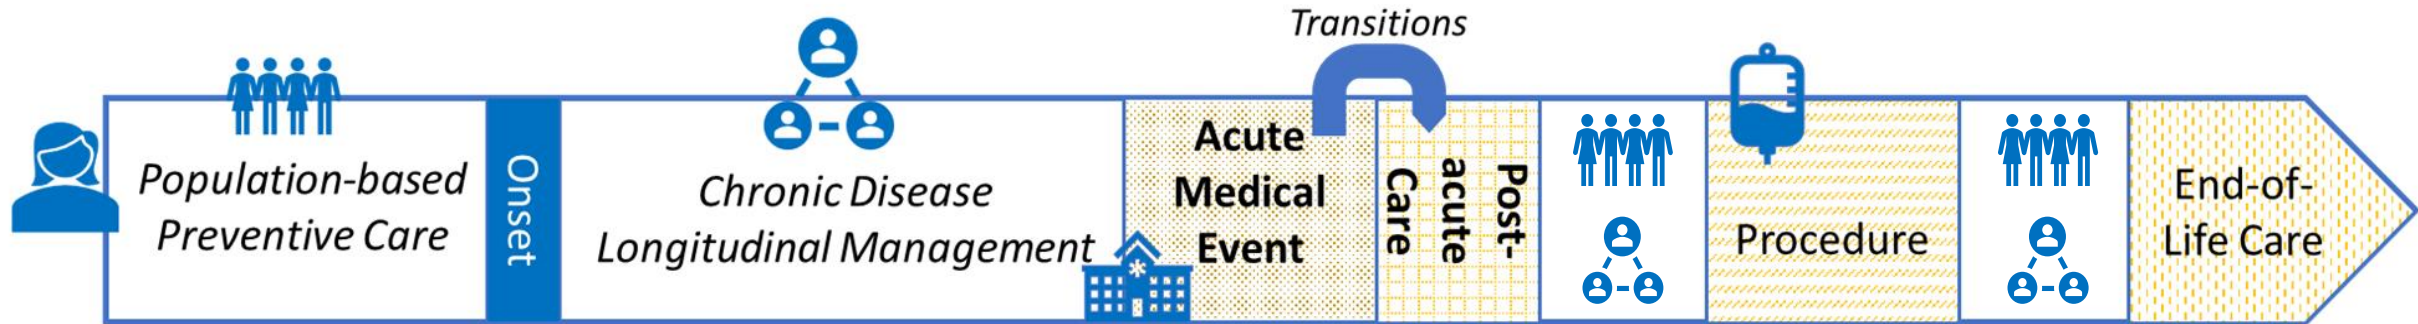 Transitions
Population-based
Preventive Care
Onset
Chronic Disease
Longitudinal Management
Acute
Medical
Event
Post-
acute
Care
Procedure
End-of-
Life Care